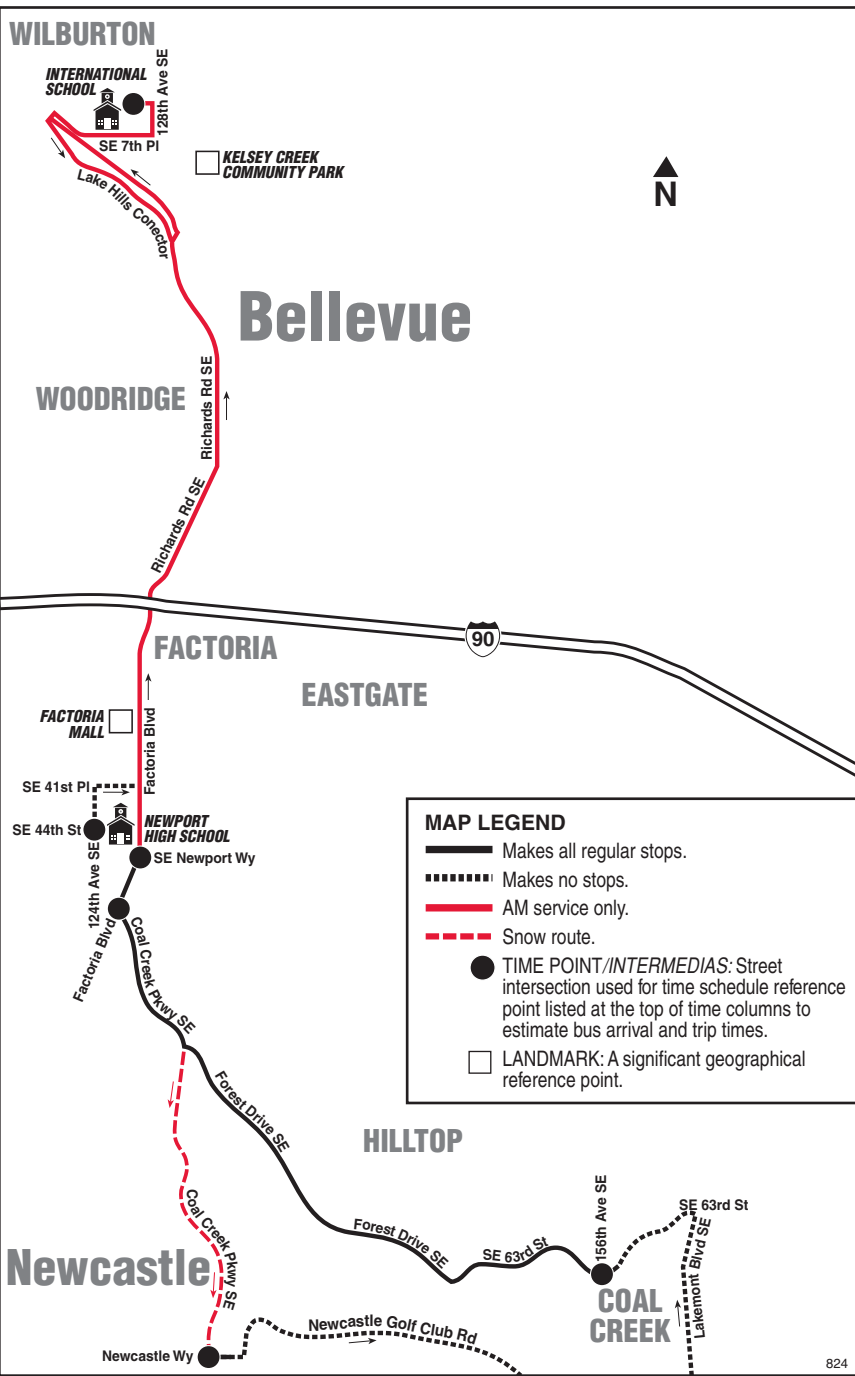 WILBURTON
INTERNATIONAL
SCHOOL
128th Ave SE
SE 7th Pl
KELSEY CREEK
COMMUNITY PARK
Lake Hills Conector
N
Bellevue
WOODRIDGE
Richards Rd SE
Richards Rd SE
90
FACTORIA
EASTGATE
FACTORIA
MALL
Factoria Blvd
SE 41st Pl
SE 44th St
NEWPORT
HIGH SCHOOL
SE Newport Wy
124th Ave SE
Factoria Blvd
Coal Creek Pkwy SE
MAP LEGEND
Makes all regular stops.
Makes no stops.
AM service only.
Snow route.
TIME POINT/INTERMEDIAS: Street
intersection used for time schedule reference
point listed at the top of time columns to
estimate bus arrival and trip times.
LANDMARK: A significant geographical
reference point.
Forest Drive SE
HILLTOP
Coal Creek Pkwy SE
Forest Drive SE
SE 63rd St
156th Ave SE
SE 63rd St
Lakemont Blvd SE
Newcastle
COAL
CREEK
Newcastle Golf Club Rd
Newcastle Wy
824